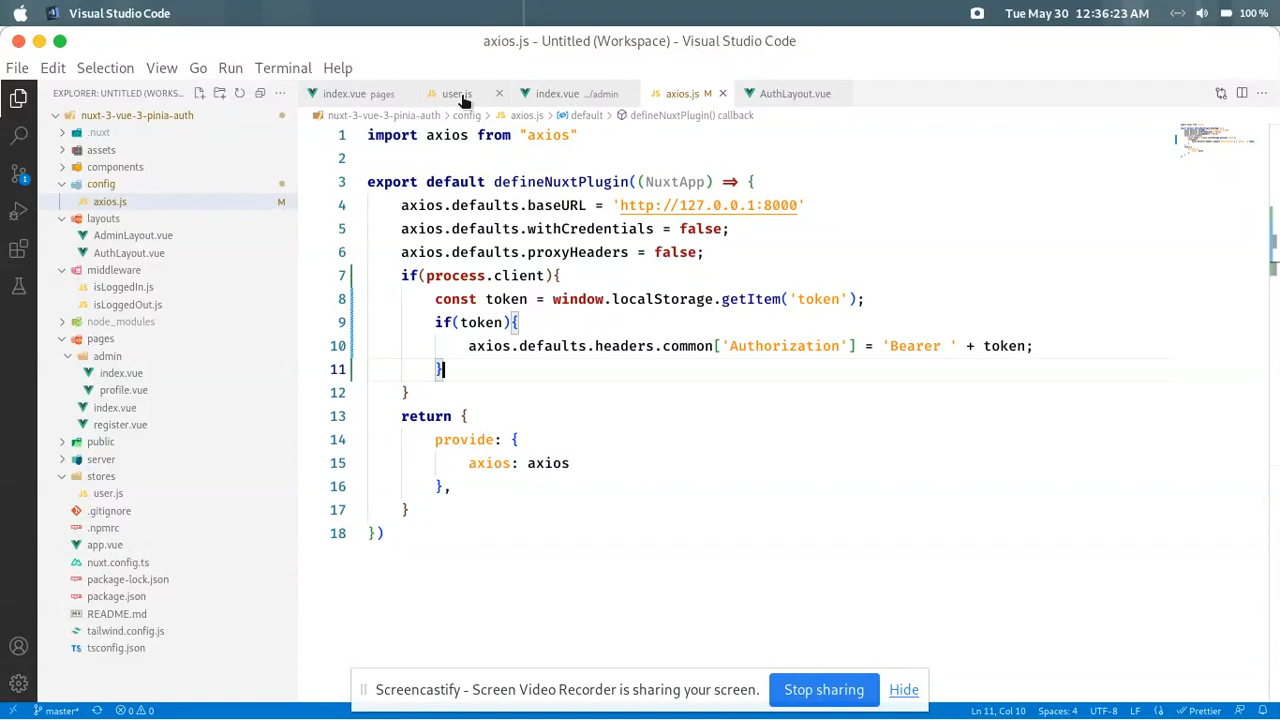 Visual Studio Code
Tue May 30 12:36:23 AM
100 %
axios.js - Untitled (Workspace) - Visual Studio Code
File Edit Selection View Go Run Terminal Help
EXPLORER: UNTITLED (WORKS...
index.vue pages
user.js
index.vue .../admin
axios.js M
AuthLayout.vue
nuxt-3-vue-3-pinia-auth > config > axios.js > default > defineNuxtPlugin() callback
nuxt-3-vue-3-pinia-auth
.nuxt
assets
components
config
axios.js M
layouts
AdminLayout.vue
AuthLayout.vue
middleware
isLoggedIn.js
isLoggedOut.js
node_modules
pages
admin
index.vue
profile.vue
index.vue
register.vue
public
server
stores
user.js
.gitignore
.npmrc
app.vue
nuxt.config.ts
package-lock.json
package.json
README.md
tailwind.config.js
tsconfig.json
1 import axios from "axios"
2
3 export default defineNuxtPlugin((NuxtApp) => {
4 axios.defaults.baseURL = 'http://127.0.0.1:8000'
5 axios.defaults.withCredentials = false;
6 axios.defaults.proxyHeaders = false;
7 if(process.client){
8 const token = window.localStorage.getItem('token');
9 if(token){
10 axios.defaults.headers.common['Authorization'] = 'Bearer ' + token;
11 }
12 }
13 return {
14 provide: {
15 axios: axios
16 },
17 }
18 })
Screencastify - Screen Video Recorder is sharing your screen. Stop sharing Hide
master* 0 0 Ln 11, Col 10 Spaces: 4 UTF-8 LF Prettier